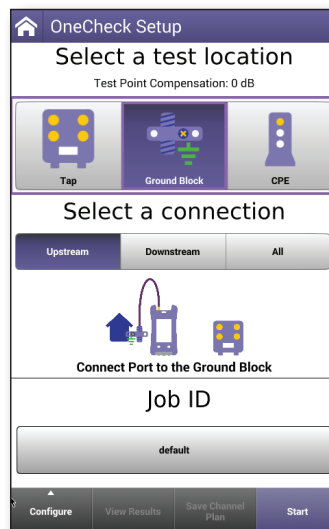 OneCheck Setup
Select a test location
Test Point Compensation: 0 dB
Tap
Ground Block
CPE
Select a connection
Upstream
Downstream
All
Connect Port to the Ground Block
Job ID
default
Configure
View Results
Save Channel
Plan
Start